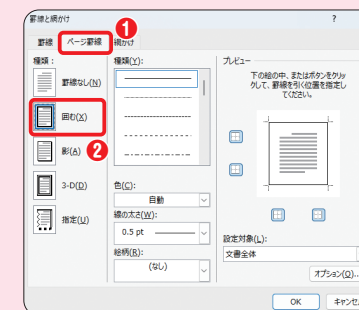 罫線と網かけ
?
❶
罫線
ページ罫線
網かけ
種類：
罫線なし(N)
囲む(X)
❷
影(A)
3-D(D)
指定(U)
種類(Y):
色(C):
自動
線の太さ(W):
0.5 pt
絵柄(R):
(なし)
プレビュー
下の絵の中、またはボタンをクリッ
クして、罫線を引く位置を指定し
てください。
設定対象(L):
文書全体
オプション(O)...
OK
キャンセ